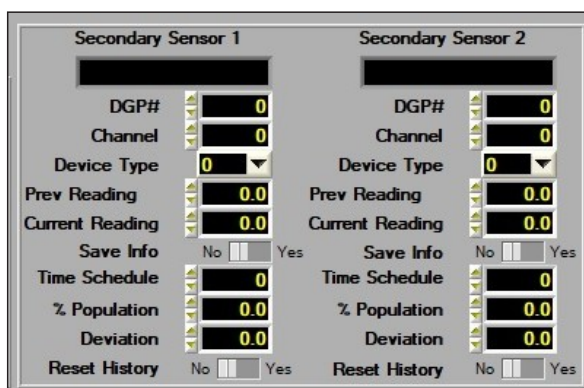 Secondary Sensor 1
DGP# 0
Channel 0
Device Type 0
Prev Reading 0.0
Current Reading 0.0
Save Info No Yes
Time Schedule 0
% Population 0.0
Deviation 0.0
Reset History No Yes
Secondary Sensor 2
DGP# 0
Channel 0
Device Type 0
Prev Reading 0.0
Current Reading 0.0
Save Info No Yes
Time Schedule 0
% Population 0.0
Deviation 0.0
Reset History No Yes